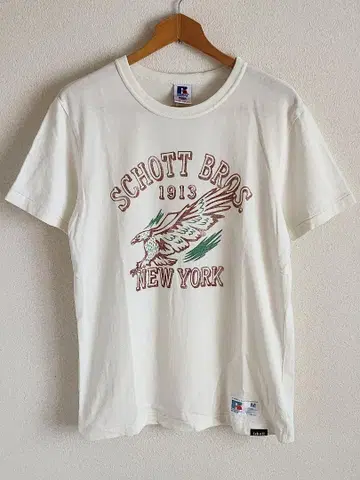 SCHOTT BROS.
1913
NEW YORK
M